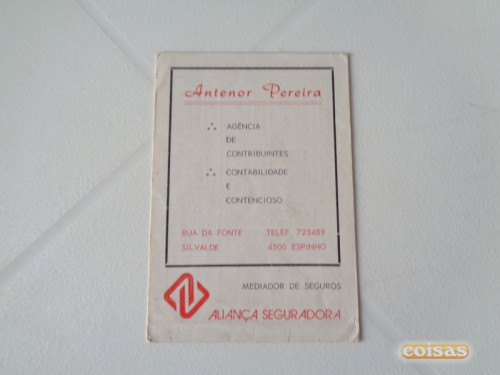 Antenor Pereira
AGÊNCIA
DE
CONTRIBUINTES
CONTABILIDADE
E
CONTENCIOSO
RUA DA FONTE TELEF. 723489
SILVALDE 4500 ESPINHO
MEDIADOR DE SEGUROS
ALIANÇA SEGURADORA
coisas